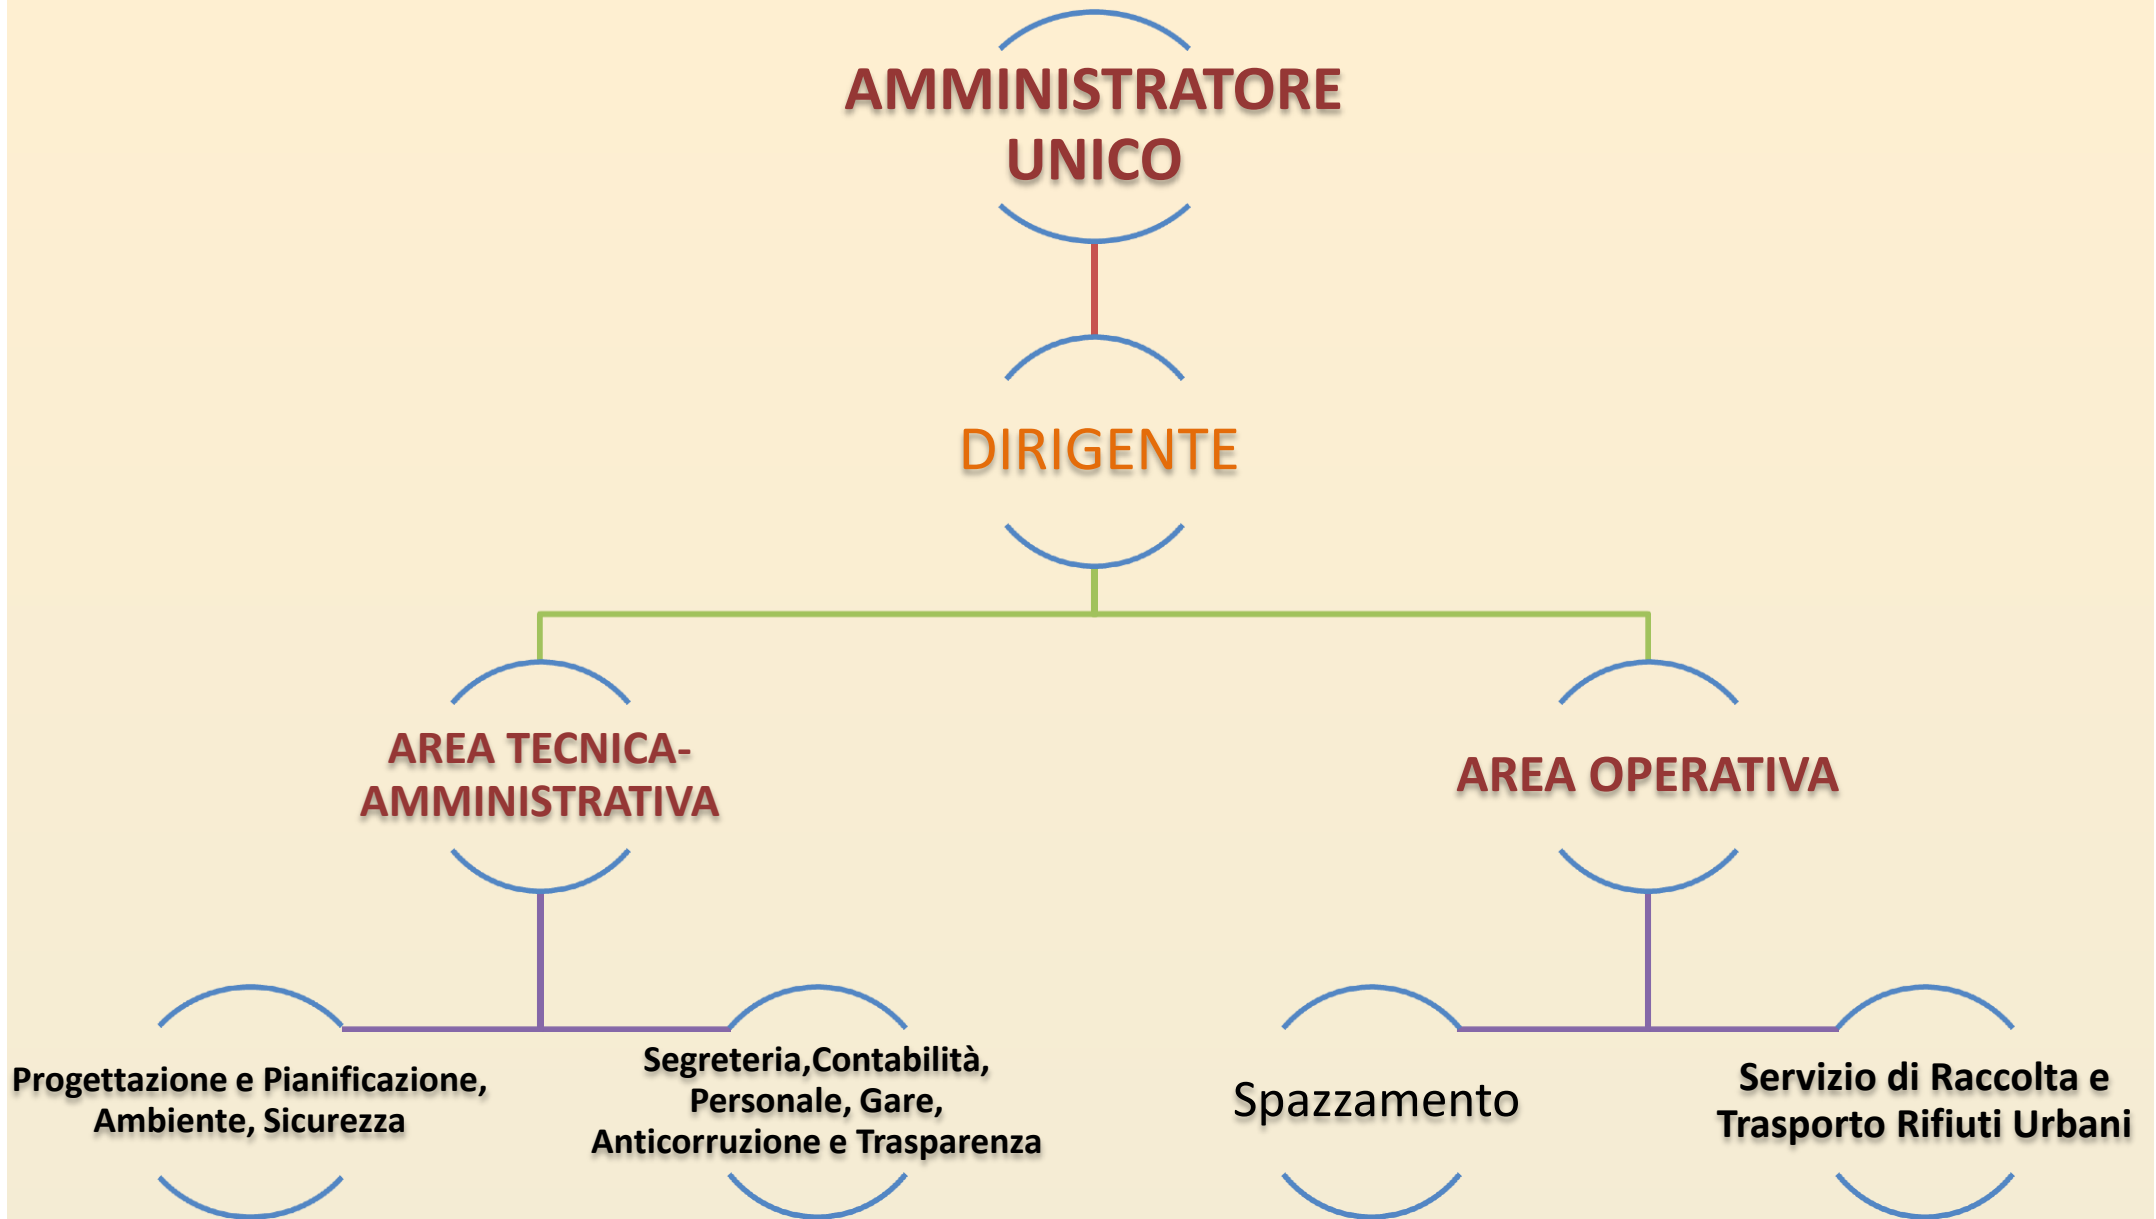 AMMINISTRATORE
UNICO
DIRIGENTE
AREA TECNICA-
AMMINISTRATIVA
AREA OPERATIVA
Progettazione e Pianificazione,
Ambiente, Sicurezza
Segreteria,Contabilità,
Personale, Gare,
Anticorruzione e Trasparenza
Spazzamento
Servizio di Raccolta e
Trasporto Rifiuti Urbani